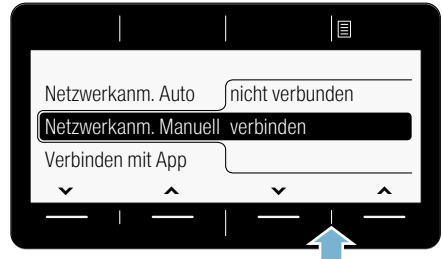 Netzwerkanm. Auto nicht verbunden
Netzwerkanm. Manuell verbinden
Verbinden mit App